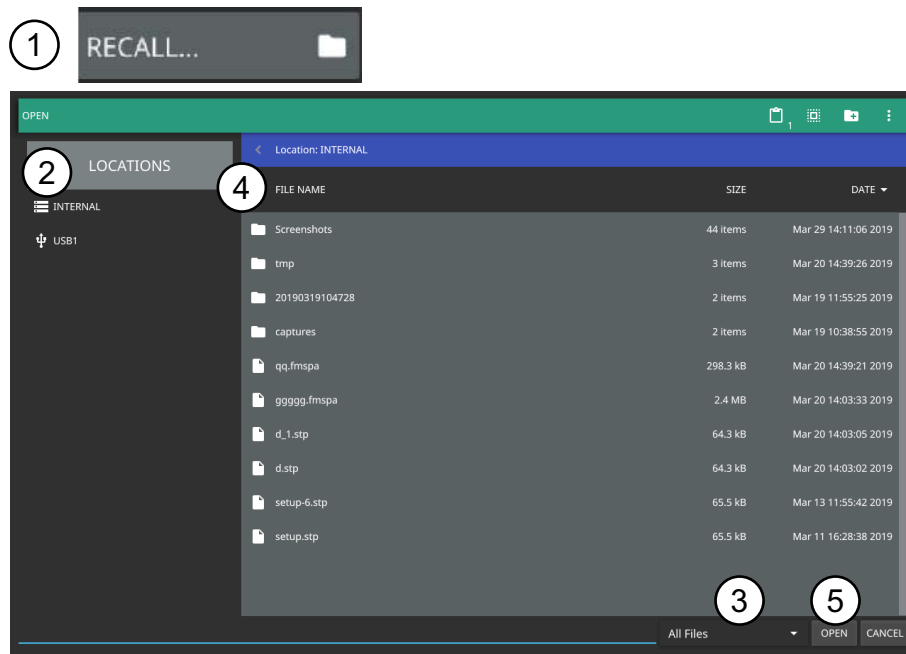 1 RECALL...
OPEN 1
2 LOCATIONS
INTERNAL
USB1
Location: INTERNAL
4 FILE NAME SIZE DATE
Screenshots 44 items Mar 29 14:11:06 2019
tmp 3 items Mar 20 14:39:26 2019
20190319104728 2 items Mar 19 11:55:25 2019
captures 2 items Mar 19 10:38:55 2019
qq.fmspa 298.3 kB Mar 20 14:39:21 2019
ggggg.fmspa 2.4 MB Mar 20 14:03:33 2019
d_1.stp 64.3 kB Mar 20 14:03:05 2019
d.stp 64.3 kB Mar 20 14:03:02 2019
setup-6.stp 65.5 kB Mar 13 11:55:42 2019
setup.stp 65.5 kB Mar 11 16:28:38 2019
3 5
All Files OPEN CANCEL